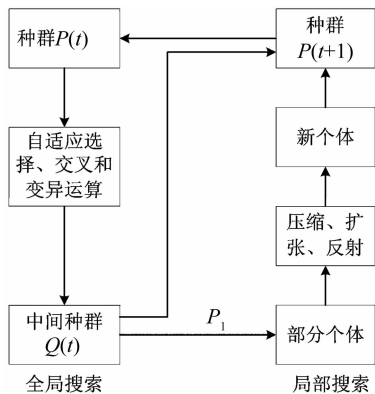 种群P(t)
自适应选
择、交叉和
变异运算
中间种群
Q(t)
全局搜索
P1
种群
P(t+1)
新个体
压缩、扩
张、反射
部分个体
局部搜索